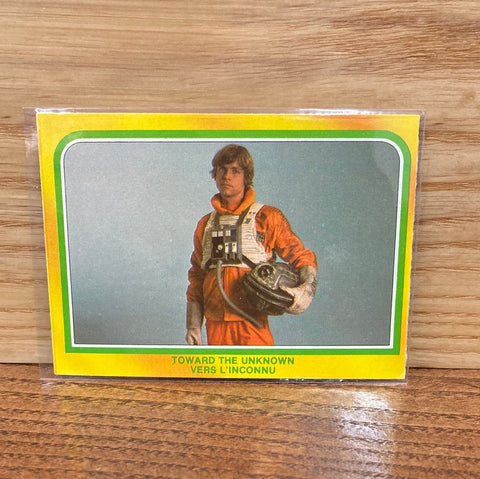 TOWARD THE UNKNOWN
VERS L'INCONNU